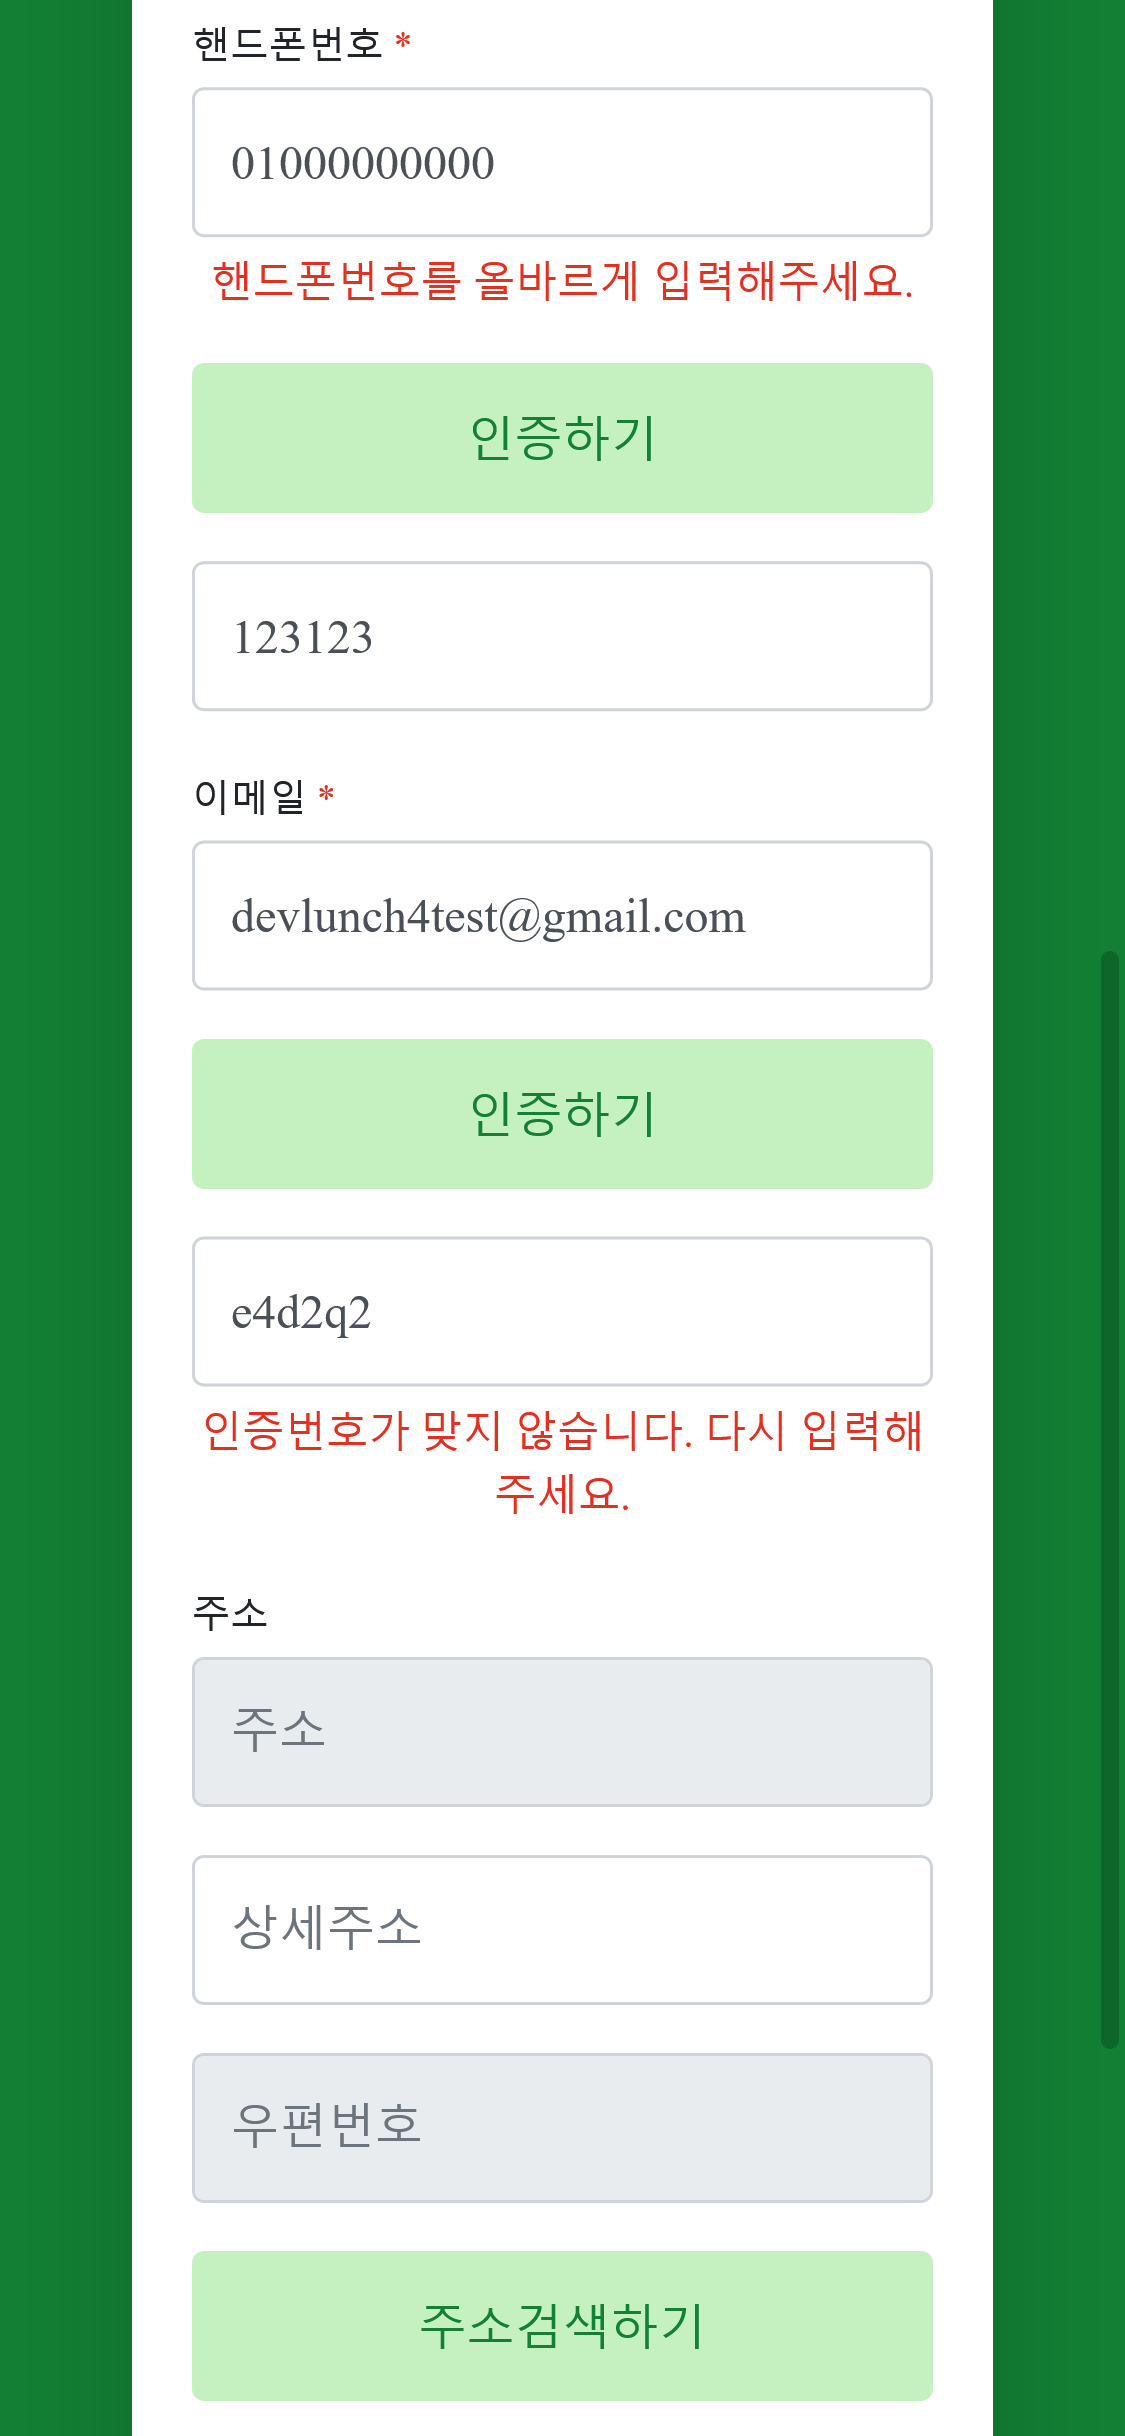 핸드폰번호 *
01000000000
핸드폰번호를 올바르게 입력해주세요.
인증하기
123123
이메일 *
devlunch4test@gmail.com
인증하기
e4d2q2
인증번호가 맞지 않습니다. 다시 입력해
주세요.
주소
주소
상세주소
우편번호
주소검색하기